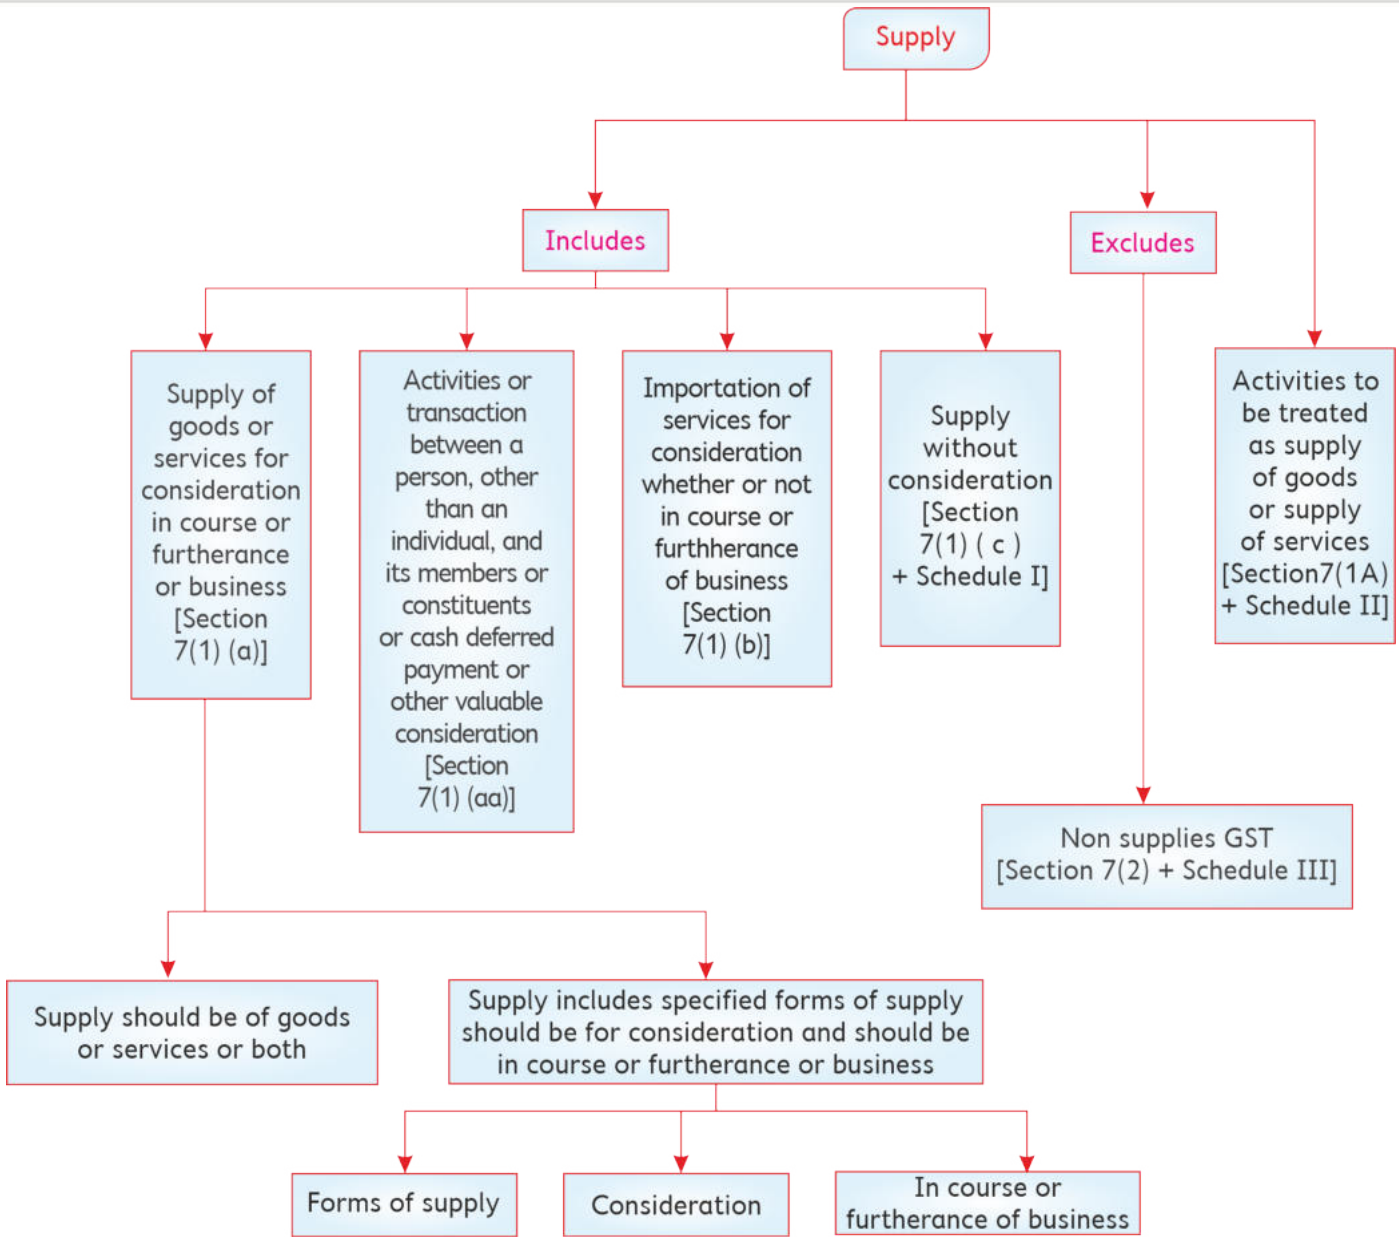 Supply
Includes
Excludes
Supply of
goods or
services for
consideration
in course or
furtherance
or business
[Section
7(1) (a)]
Activities or
transaction
between a
person, other
than an
individual, and
its members or
constituents
or cash deferred
payment or
other valuable
consideration
[Section
7(1) (aa)]
Importation of
services for
consideration
whether or not
in course or
furthherance
of business
[Section
7(1) (b)]
Supply
without
consideration
[Section
7(1) ( c )
+ Schedule I]
Activities to
be treated
as supply
of goods
or supply
of services
[Section7(1A)
+ Schedule II]
Non supplies GST
[Section 7(2) + Schedule III]
Supply should be of goods
or services or both
Supply includes specified forms of supply
should be for consideration and should be
in course or furtherance or business
Forms of supply
Consideration
In course or
furtherance of business